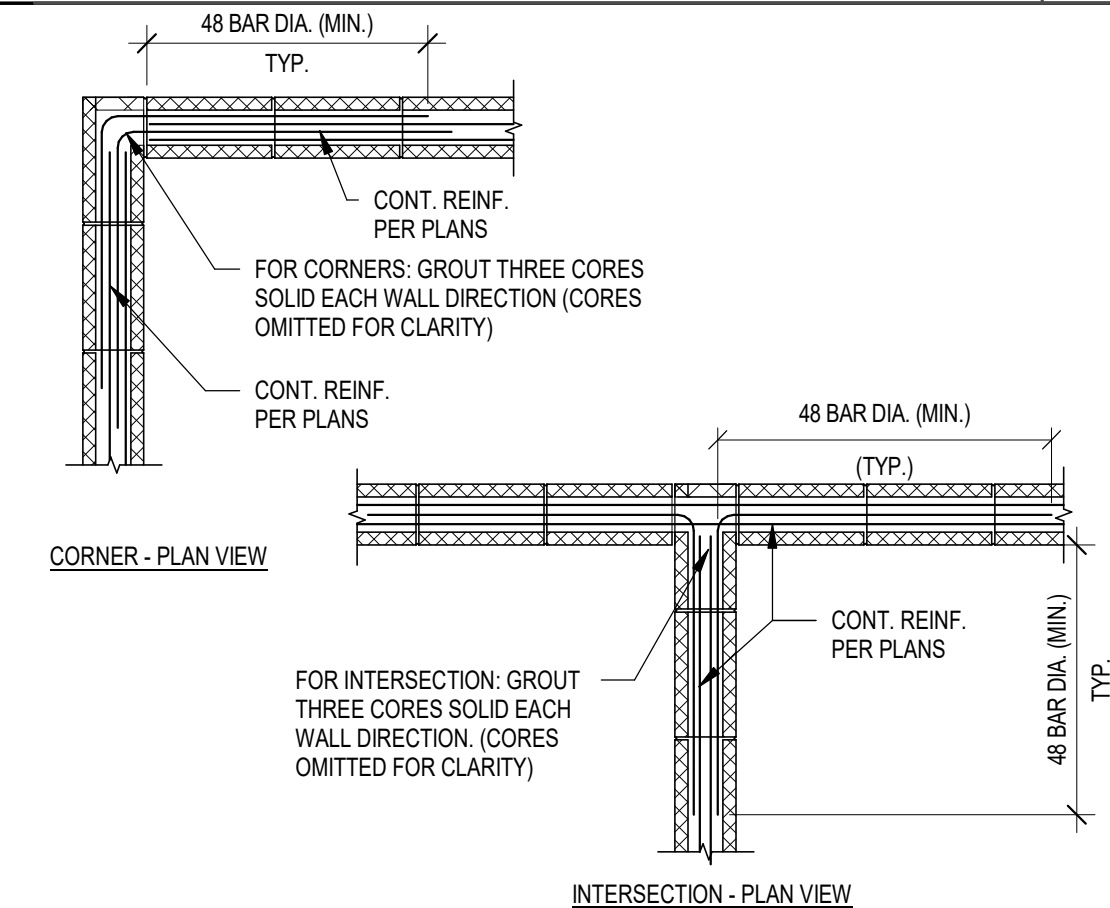 48 BAR DIA. (MIN.)
TYP.
CONT. REINF.
PER PLANS
FOR CORNERS: GROUT THREE CORES
SOLID EACH WALL DIRECTION (CORES
OMITTED FOR CLARITY)
CONT. REINF.
PER PLANS
CORNER - PLAN VIEW
48 BAR DIA. (MIN.)
(TYP.)
CONT. REINF.
PER PLANS
48 BAR DIA. (MIN.)
TYP.
FOR INTERSECTION: GROUT
THREE CORES SOLID EACH
WALL DIRECTION. (CORES
OMITTED FOR CLARITY)
INTERSECTION - PLAN VIEW